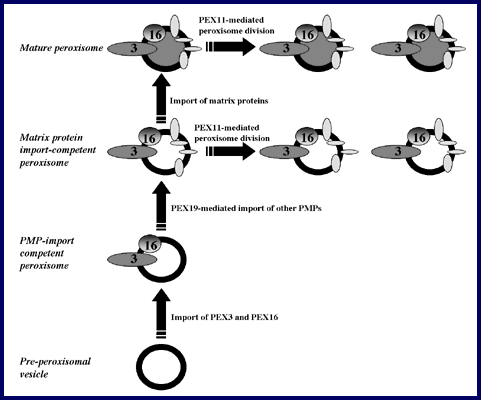 PEX11-mediated
peroxisome division
Mature peroxisome
16
3
16
3
16
3
Import of matrix proteins
PEX11-mediated
peroxisome division
Matrix protein
import-competent
peroxisome
16
3
16
3
16
3
PEX19-mediated import of other PMPs
PMP-import
competent
peroxisome
16
3
Import of PEX3 and PEX16
Pre-peroxisomal
vesicle